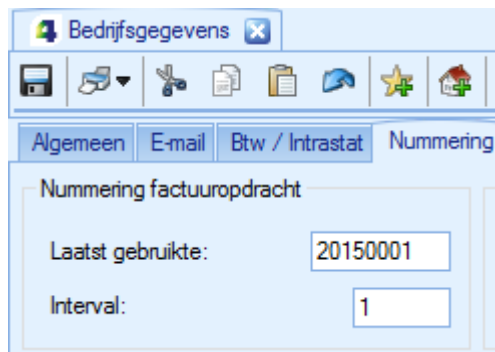 Bedrijfsgegevens
Algemeen E-mail Btw / Intrastat Nummering
Nummering factuuropdracht
Laatst gebruikte: 20150001
Interval: 1